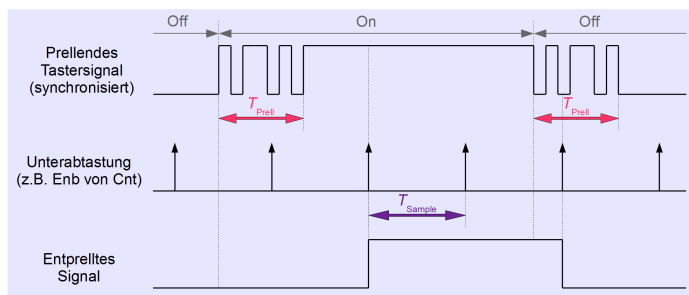 Off
On
Off
Prellendes
Tastersignal
(synchronisiert)
T Prell
T Prell
Unterabtastung
(z.B. Enb von Cnt)
T Sample
Entprelltes
Signal